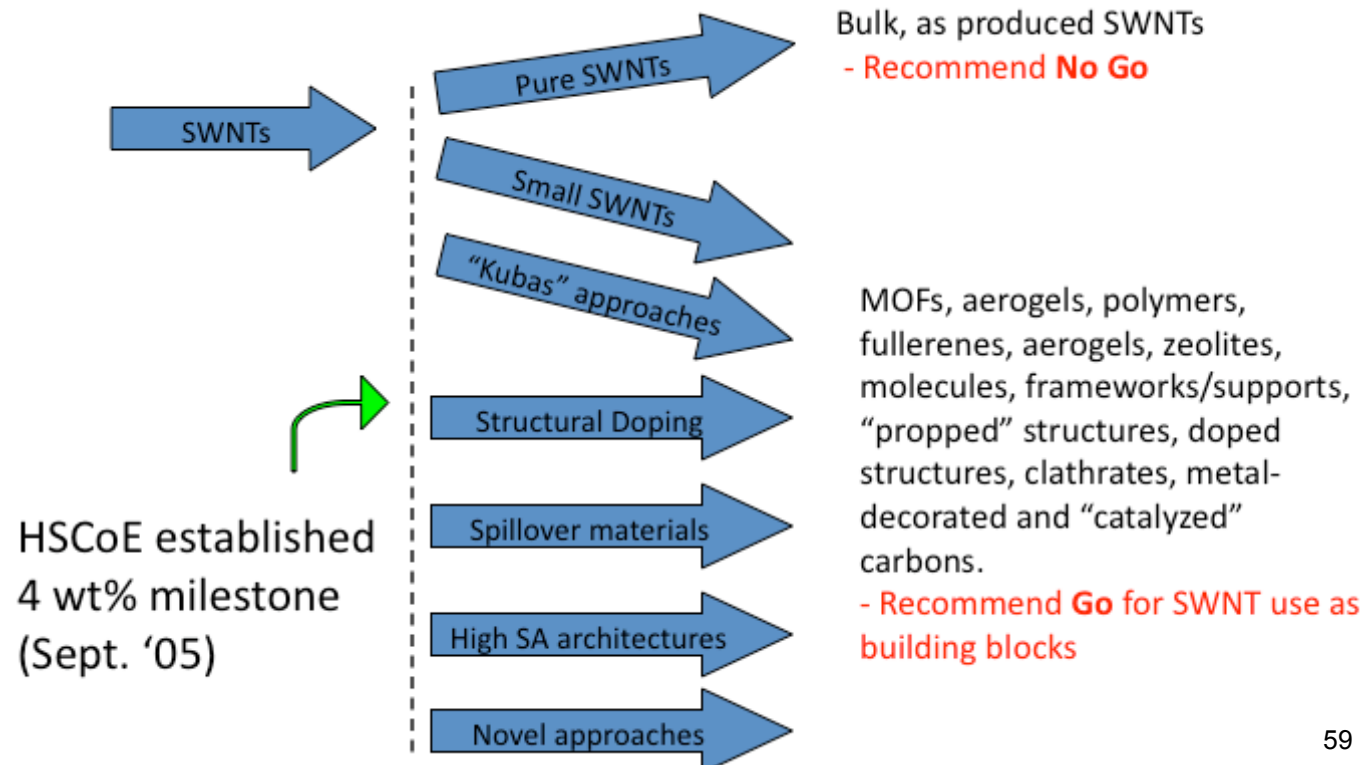 SWNTs
HSCoE established
4 wt% milestone
(Sept. ‘05)
Pure SWNTs
Small SWNTs
“Kubas” approaches
Structural Doping
Spillover materials
High SA architectures
Novel approaches
Bulk, as produced SWNTs
- Recommend No Go
MOFs, aerogels, polymers,
fullerenes, aerogels, zeolites,
molecules, frameworks/supports,
“propped” structures, doped
structures, clathrates, metal-
decorated and “catalyzed”
carbons.
- Recommend Go for SWNT use as
building blocks
59